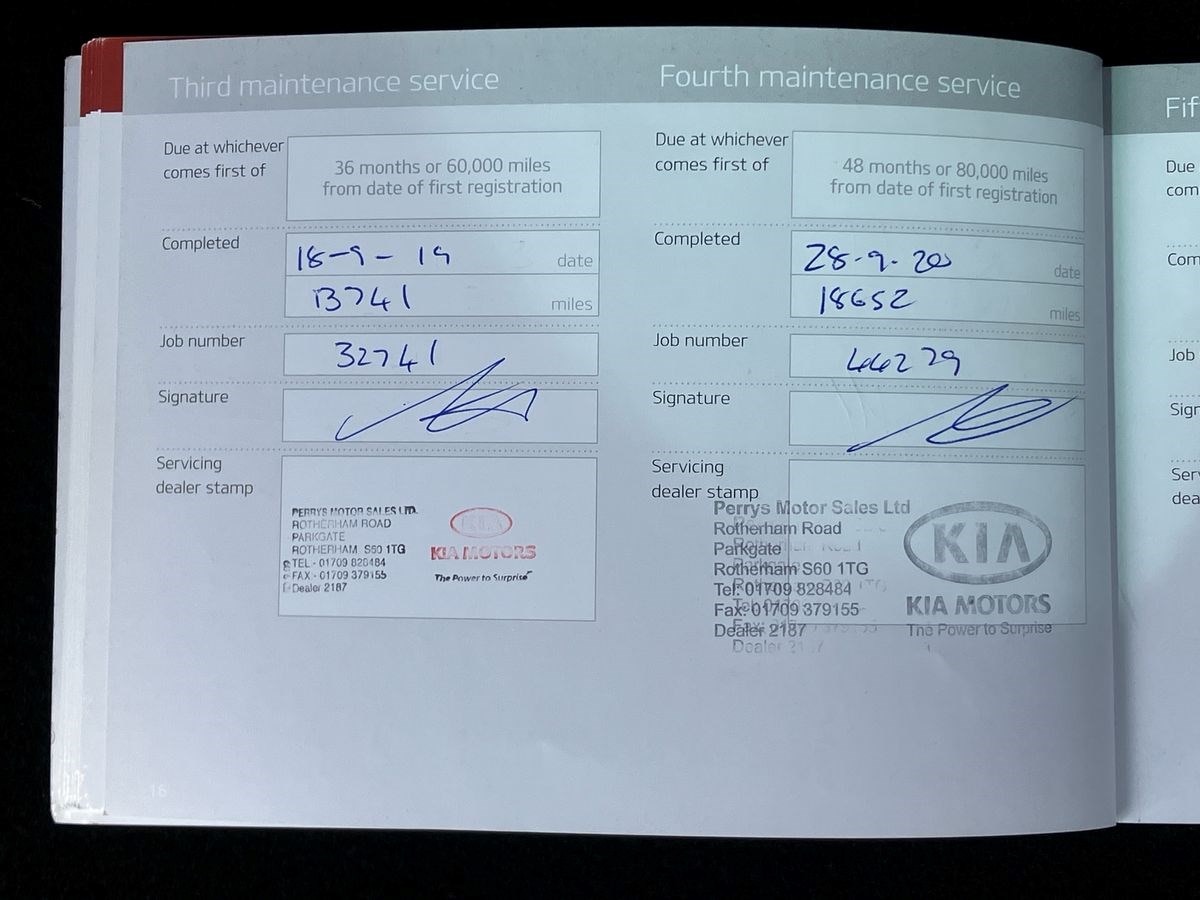 Third maintenance service
Due at whichever
comes first of
36 months or 60,000 miles
from date of first registration
Completed
18-9-19
date
13741
miles
Job number
32741
Signature
Servicing
dealer stamp
PERRYS MOTOR SALES LTD.
ROTHERHAM ROAD
PARKGATE
ROTHERHAM S60 1TG
TEL - 01709 828484
FAX - 01709 379155
Dealer 2187
KIA
KIA MOTORS
The Power to Surprise
16
Fourth maintenance service
Due at whichever
comes first of
48 months or 80,000 miles
from date of first registration
Completed
28-9-20
date
18652
miles
Job number
44279
Signature
Servicing
dealer stamp
Perrys Motor Sales Ltd
Rotherham Road
Parkgate
Rotherham S60 1TG
Tel: 01709 828484
Fax: 01709 379155
Dealer 2187
KIA
KIA MOTORS
The Power to Surprise
Fif
Due
com
Com
Job
Sign
Serv
dea